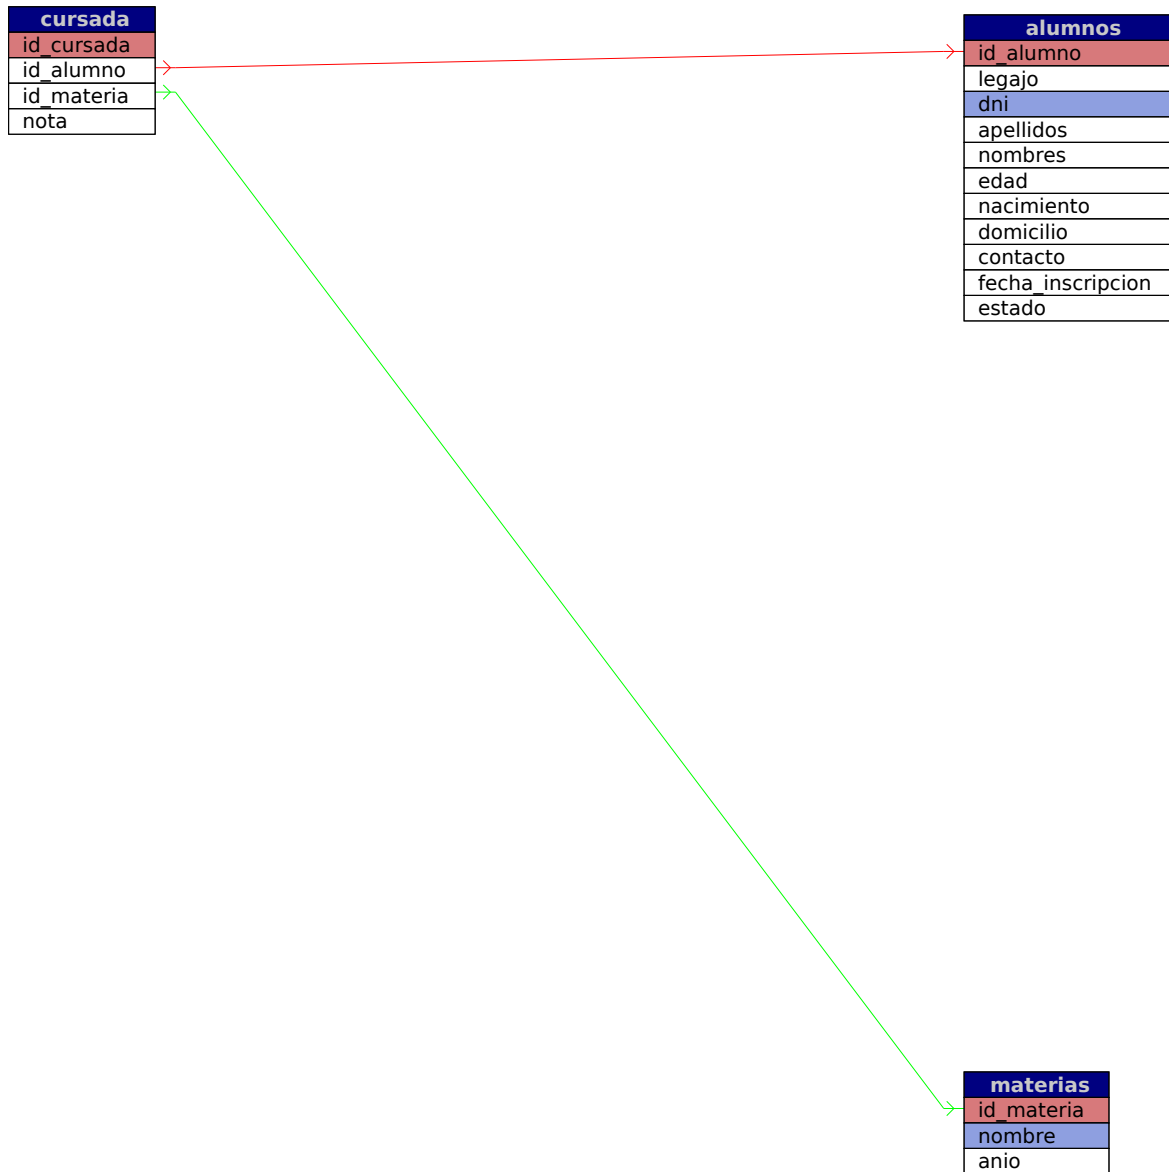 cursada
id_cursada
id_alumno
id_materia
nota
alumnos
id_alumno
legajo
dni
apellidos
nombres
edad
nacimiento
domicilio
contacto
fecha_inscripcion
estado
materias
id_materia
nombre
anio